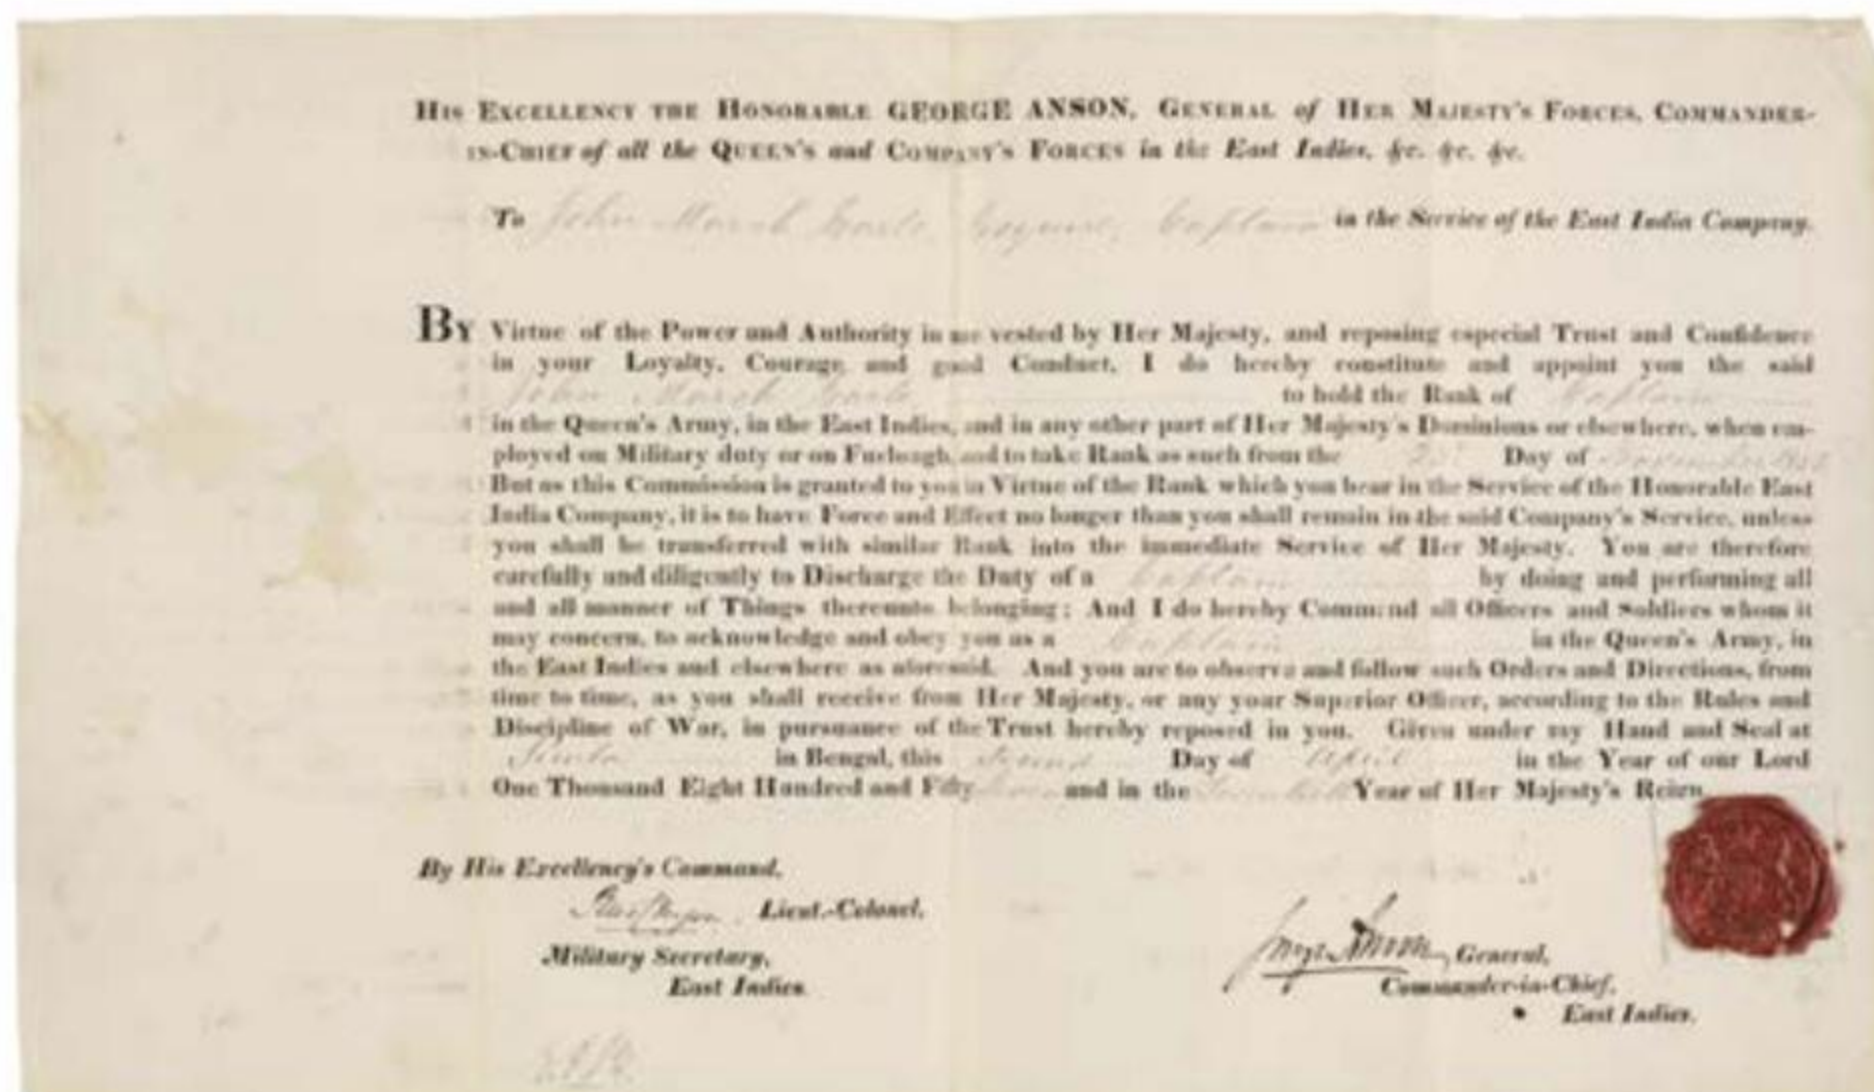 His Excellency the Honorable GEORGE ANSON, General of Her Majesty's Forces, Commander-
in-Chief of all the Queen's and Company's Forces in the East Indies, &c. &c. &c.
To John Marsh Esquire, Captain in the Service of the East India Company.
By Virtue of the Power and Authority in me vested by Her Majesty, and reposing especial Trust and Confidence
in your Loyalty, Courage and good Conduct, I do hereby constitute and appoint you the said
John Marsh to hold the Rank of Captain
in the Queen's Army, in the East Indies, and in any other part of Her Majesty's Dominions or elsewhere, when em-
ployed on Military duty or on Furlough, and to take Rank as such from the Day of November
But as this Commission is granted to you in Virtue of the Rank which you bear in the Service of the Honorable East
India Company, it is to have Force and Effect no longer than you shall remain in the said Company's Service, unless
you shall be transferred with similar Rank into the immediate Service of Her Majesty. You are therefore
carefully and diligently to Discharge the Duty of a Captain by doing and performing all
and all manner of Things thereunto belonging; And I do hereby Command all Officers and Soldiers whom it
may concern, to acknowledge and obey you as a Captain in the Queen's Army, in
the East Indies and elsewhere as aforesaid. And you are to observe and follow such Orders and Directions, from
time to time, as you shall receive from Her Majesty, or any your Superior Officer, according to the Rules and
Discipline of War, in pursuance of the Trust hereby reposed in you. Given under my Hand and Seal at
Simla in Bengal, this Day of April in the Year of our Lord
One Thousand Eight Hundred and Fifty and in the Year of Her Majesty's Reign.
By His Excellency's Command,
Lieut.-Colonel.
Military Secretary,
East Indies.
George Anson, General,
Commander-in-Chief,
East Indies.